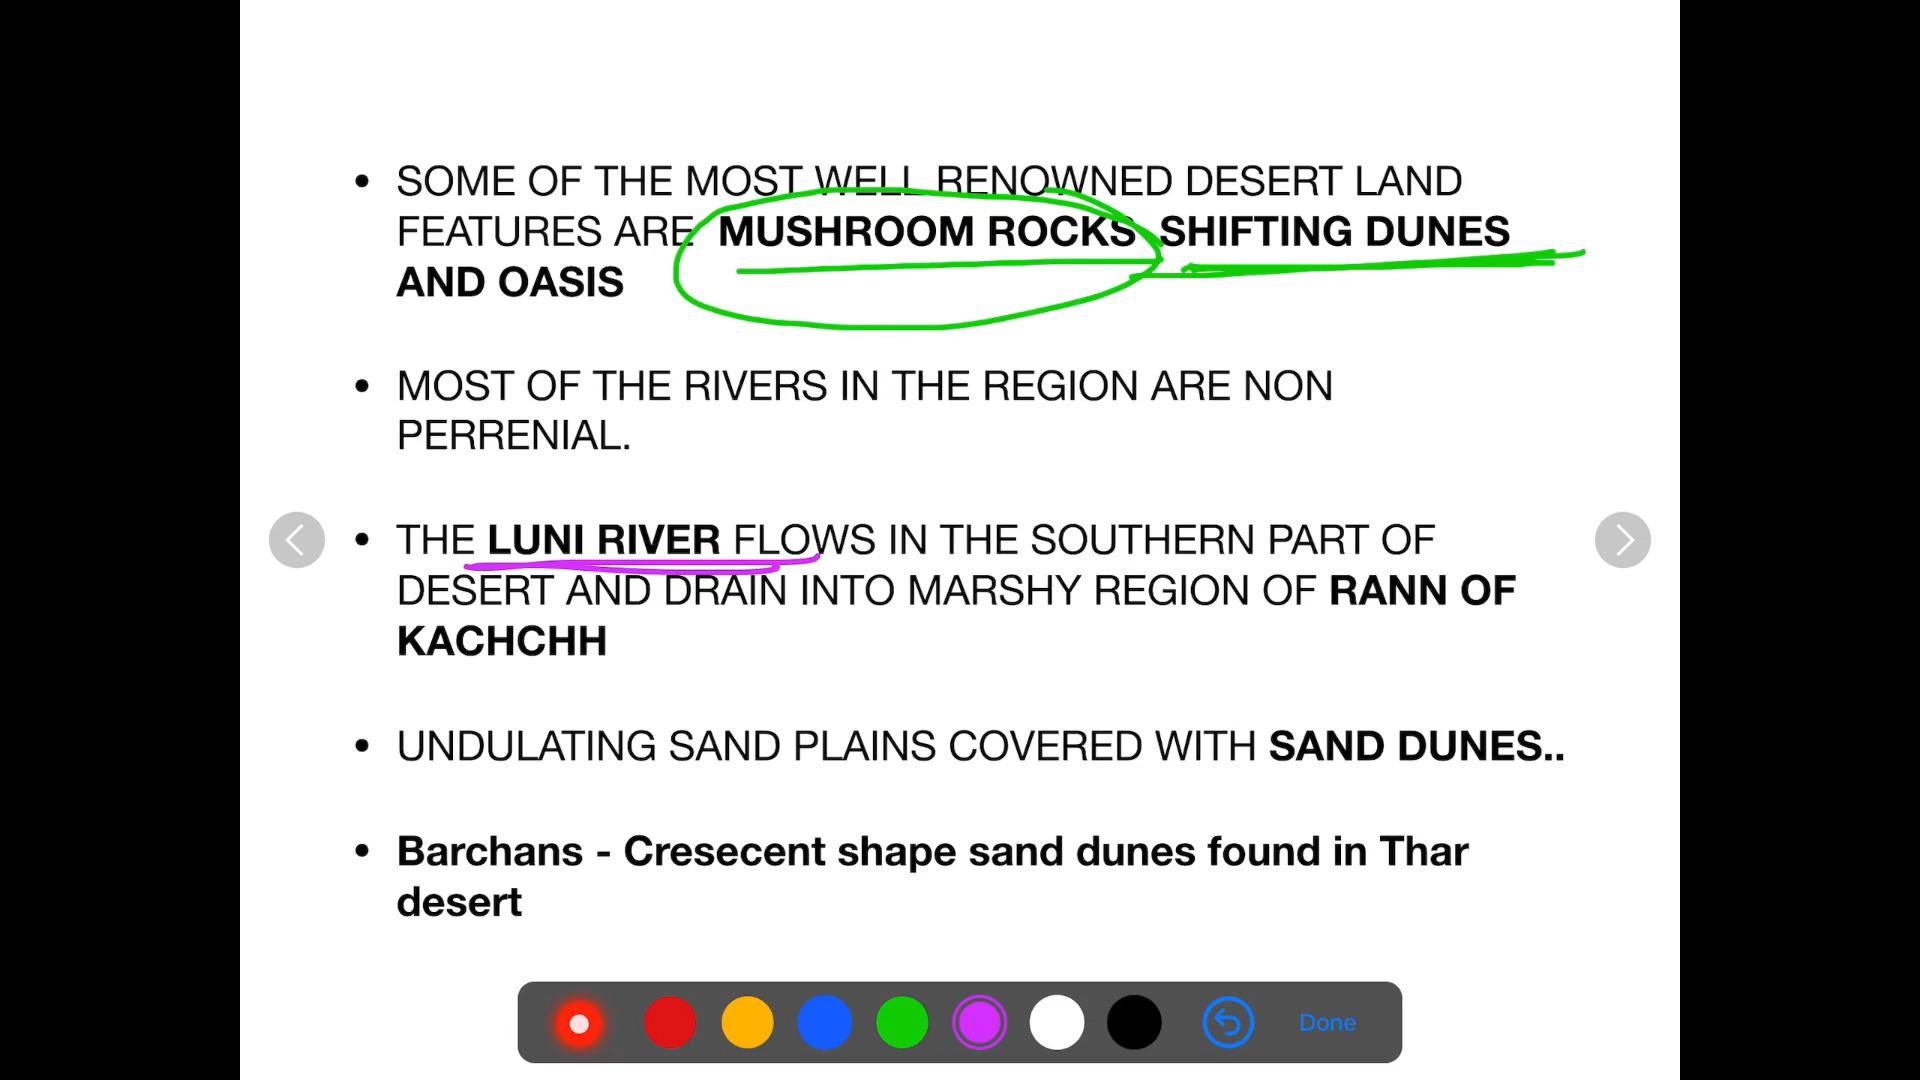 • SOME OF THE MOST WELL RENOWNED DESERT LAND
FEATURES ARE MUSHROOM ROCKS SHIFTING DUNES
AND OASIS
• MOST OF THE RIVERS IN THE REGION ARE NON
PERRENIAL.
• THE LUNI RIVER FLOWS IN THE SOUTHERN PART OF
DESERT AND DRAIN INTO MARSHY REGION OF RANN OF
KACHCHH
• UNDULATING SAND PLAINS COVERED WITH SAND DUNES..
• Barchans - Cresecent shape sand dunes found in Thar
desert
Done